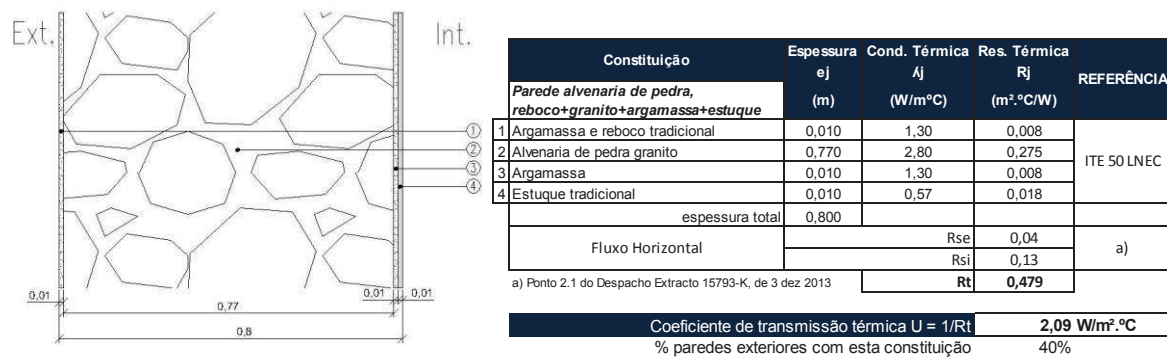 Ext.
Int.
1
2
3
4
0,01
0,77
0,01
0,01
0,8
Constituição
Espessura
Cond. Térmica
Res. Térmica
REFERÊNCIA
ej
λj
Rj
Parede alvenaria de pedra,
reboco+granito+argamassa+estuque
(m)
(W/mºC)
(m².ºC/W)
1 Argamassa e reboco tradicional 0,010 1,30 0,008
2 Alvenaria de pedra granito 0,770 2,80 0,275
ITE 50 LNEC
3 Argamassa 0,010 1,30 0,008
4 Estuque tradicional 0,010 0,57 0,018
espessura total 0,800
Fluxo Horizontal
Rse 0,04
a)
Rsi 0,13
a) Ponto 2.1 do Despacho Extracto 15793-K, de 3 dez 2013
Rt 0,479
Coeficiente de transmissão térmica U = 1/Rt 2,09 W/m².ºC
% paredes exteriores com esta constituição 40%